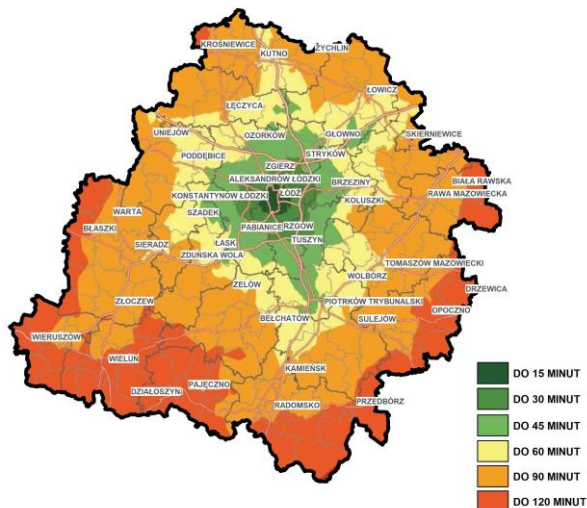 KROŚNIEWICE
ŻYCHLIN
KUTNO
ŁOWICZ
ŁĘCZYCA
UNIEJÓW
OZORKÓW
GŁOWNO
SKIERNIEWICE
PODDĘBICE
STRYKÓW
ZGIERZ
ALEKSANDRÓW ŁÓDZKI
BRZEZINY
BIAŁA RAWSKA
RAWA MAZOWIECKA
KONSTANTYNÓW ŁÓDZKI
ŁÓDŹ
KOLUSZKI
WARTA
SZADEK
PABIANICE
RZGÓW
BŁASZKI
SIERADZ
ŁASK
TUSZYN
ZDUŃSKA WOLA
TOMASZÓW MAZOWIECKI
WOLBÓRZ
ZELÓW
DRZEWICA
ZŁOCZEW
PIOTRKÓW TRYBUNALSKI
OPOCZNO
BEŁCHATÓW
SULEJÓW
WIERUSZÓW
WIELUŃ
KAMIEŃSK
PAJĘCZNO
DZIAŁOSZYN
RADOMSKO
PRZEDBÓRZ
DO 15 MINUT
DO 30 MINUT
DO 45 MINUT
DO 60 MINUT
DO 90 MINUT
DO 120 MINUT